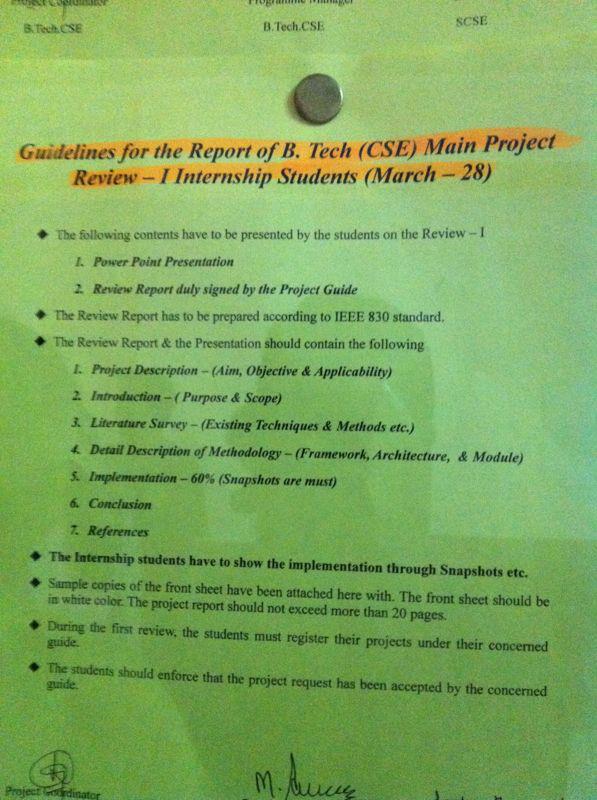 Project Coordinator
Programme Manager
B.Tech.CSE
B.Tech.CSE
SCSE
Guidelines for the Report of B. Tech (CSE) Main Project
Review – I Internship Students (March – 28)
◆ The following contents have to be presented by the students on the Review – I
1. Power Point Presentation
2. Review Report duly signed by the Project Guide
◆ The Review Report has to be prepared according to IEEE 830 standard.
◆ The Review Report & the Presentation should contain the following
1. Project Description – (Aim, Objective & Applicability)
2. Introduction – ( Purpose & Scope)
3. Literature Survey – (Existing Techniques & Methods etc.)
4. Detail Description of Methodology – (Framework, Architecture, & Module)
5. Implementation – 60% (Snapshots are must)
6. Conclusion
7. References
◆ The Internship students have to show the implementation through Snapshots etc.
◆ Sample copies of the front sheet have been attached here with. The front sheet should be
in white color. The project report should not exceed more than 20 pages.
◆ During the first review, the students must register their projects under their concerned
guide.
◆ The students should enforce that the project request has been accepted by the concerned
guide.
Project Coordinator